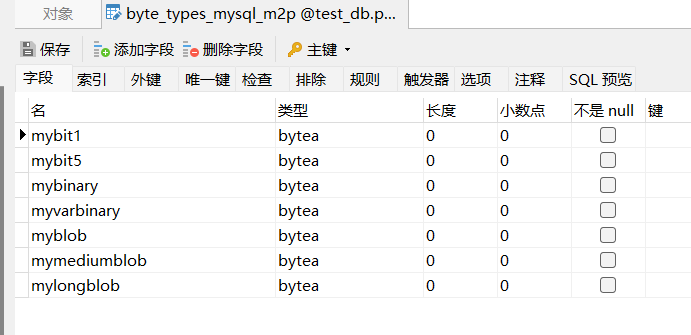 对象 byte_types_mysql_m2p @test_db.p...
保存 添加字段 删除字段 主键
字段 索引 外键 唯一键 检查 排除 规则 触发器 选项 注释 SQL 预览
名 类型 长度 小数点 不是 null 键
mybit1 bytea 0 0
mybit5 bytea 0 0
mybinary bytea 0 0
myvarbinary bytea 0 0
myblob bytea 0 0
mymediumblob bytea 0 0
mylongblob bytea 0 0